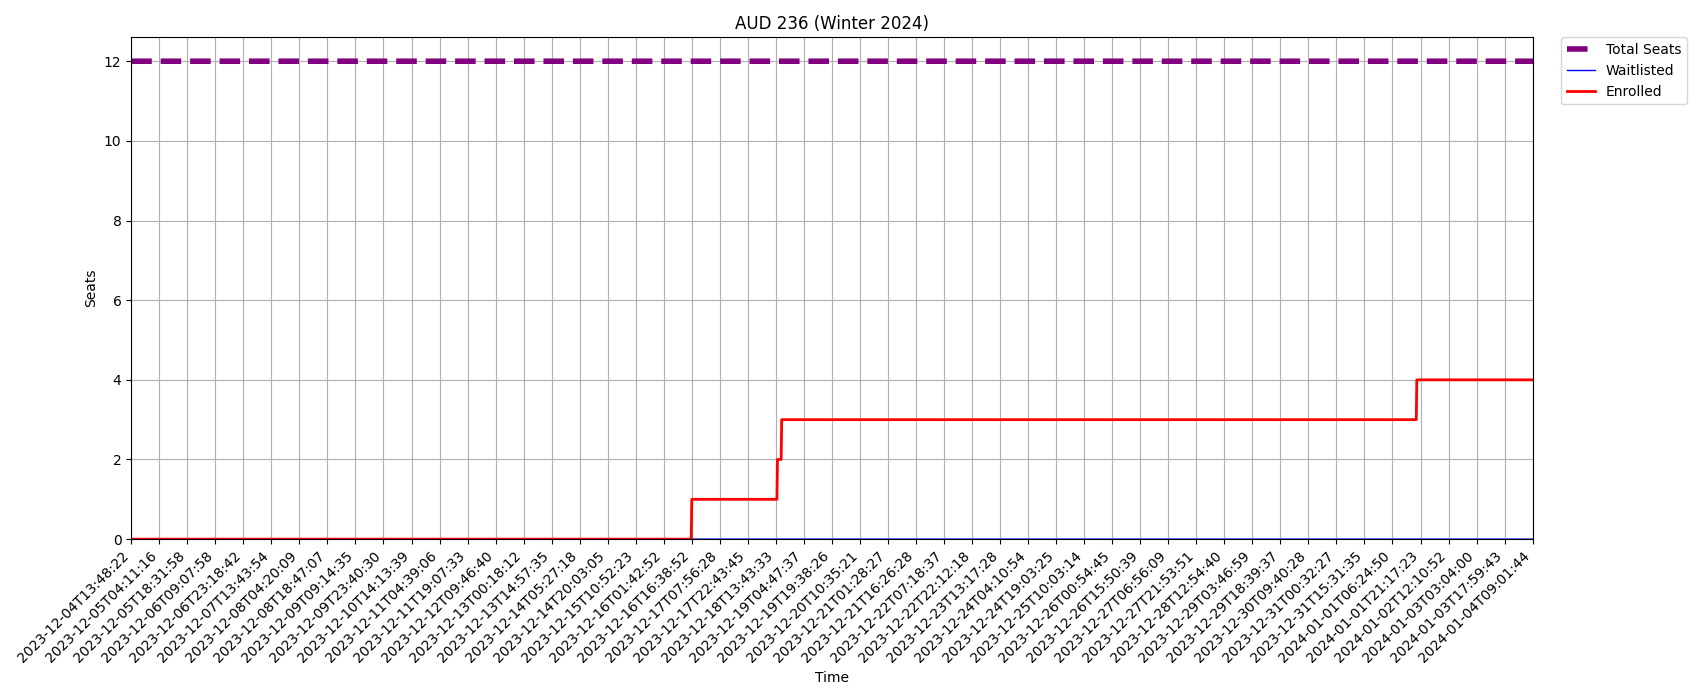 AUD 236 (Winter 2024)
Total Seats
Waitlisted
Enrolled
Seats
12
10
8
6
4
2
0
2023-12-04T13:48:22
2023-12-05T04:11:16
2023-12-05T18:31:58
2023-12-06T09:07:58
2023-12-06T23:18:42
2023-12-07T13:43:54
2023-12-08T04:20:09
2023-12-08T18:47:07
2023-12-09T09:14:35
2023-12-09T23:40:30
2023-12-10T14:13:39
2023-12-11T04:39:06
2023-12-11T19:07:33
2023-12-12T09:46:40
2023-12-13T00:18:12
2023-12-13T14:57:35
2023-12-14T05:27:18
2023-12-14T20:03:05
2023-12-15T10:52:23
2023-12-16T01:42:52
2023-12-16T16:38:52
2023-12-17T07:56:28
2023-12-17T22:43:45
2023-12-18T13:43:33
2023-12-19T04:47:37
2023-12-19T19:38:26
2023-12-20T10:35:21
2023-12-21T01:28:27
2023-12-21T16:26:28
2023-12-22T07:18:37
2023-12-22T22:12:18
2023-12-23T13:17:28
2023-12-24T04:10:54
2023-12-24T19:03:25
2023-12-25T10:03:14
2023-12-26T00:54:45
2023-12-26T15:50:39
2023-12-27T06:56:09
2023-12-27T21:53:51
2023-12-28T12:54:40
2023-12-29T03:46:59
2023-12-29T18:39:37
2023-12-30T09:40:28
2023-12-31T00:32:27
2023-12-31T15:31:35
2024-01-01T06:24:50
2024-01-01T21:17:23
2024-01-02T12:10:52
2024-01-03T03:04:00
2024-01-03T17:59:43
2024-01-04T09:01:44
Time